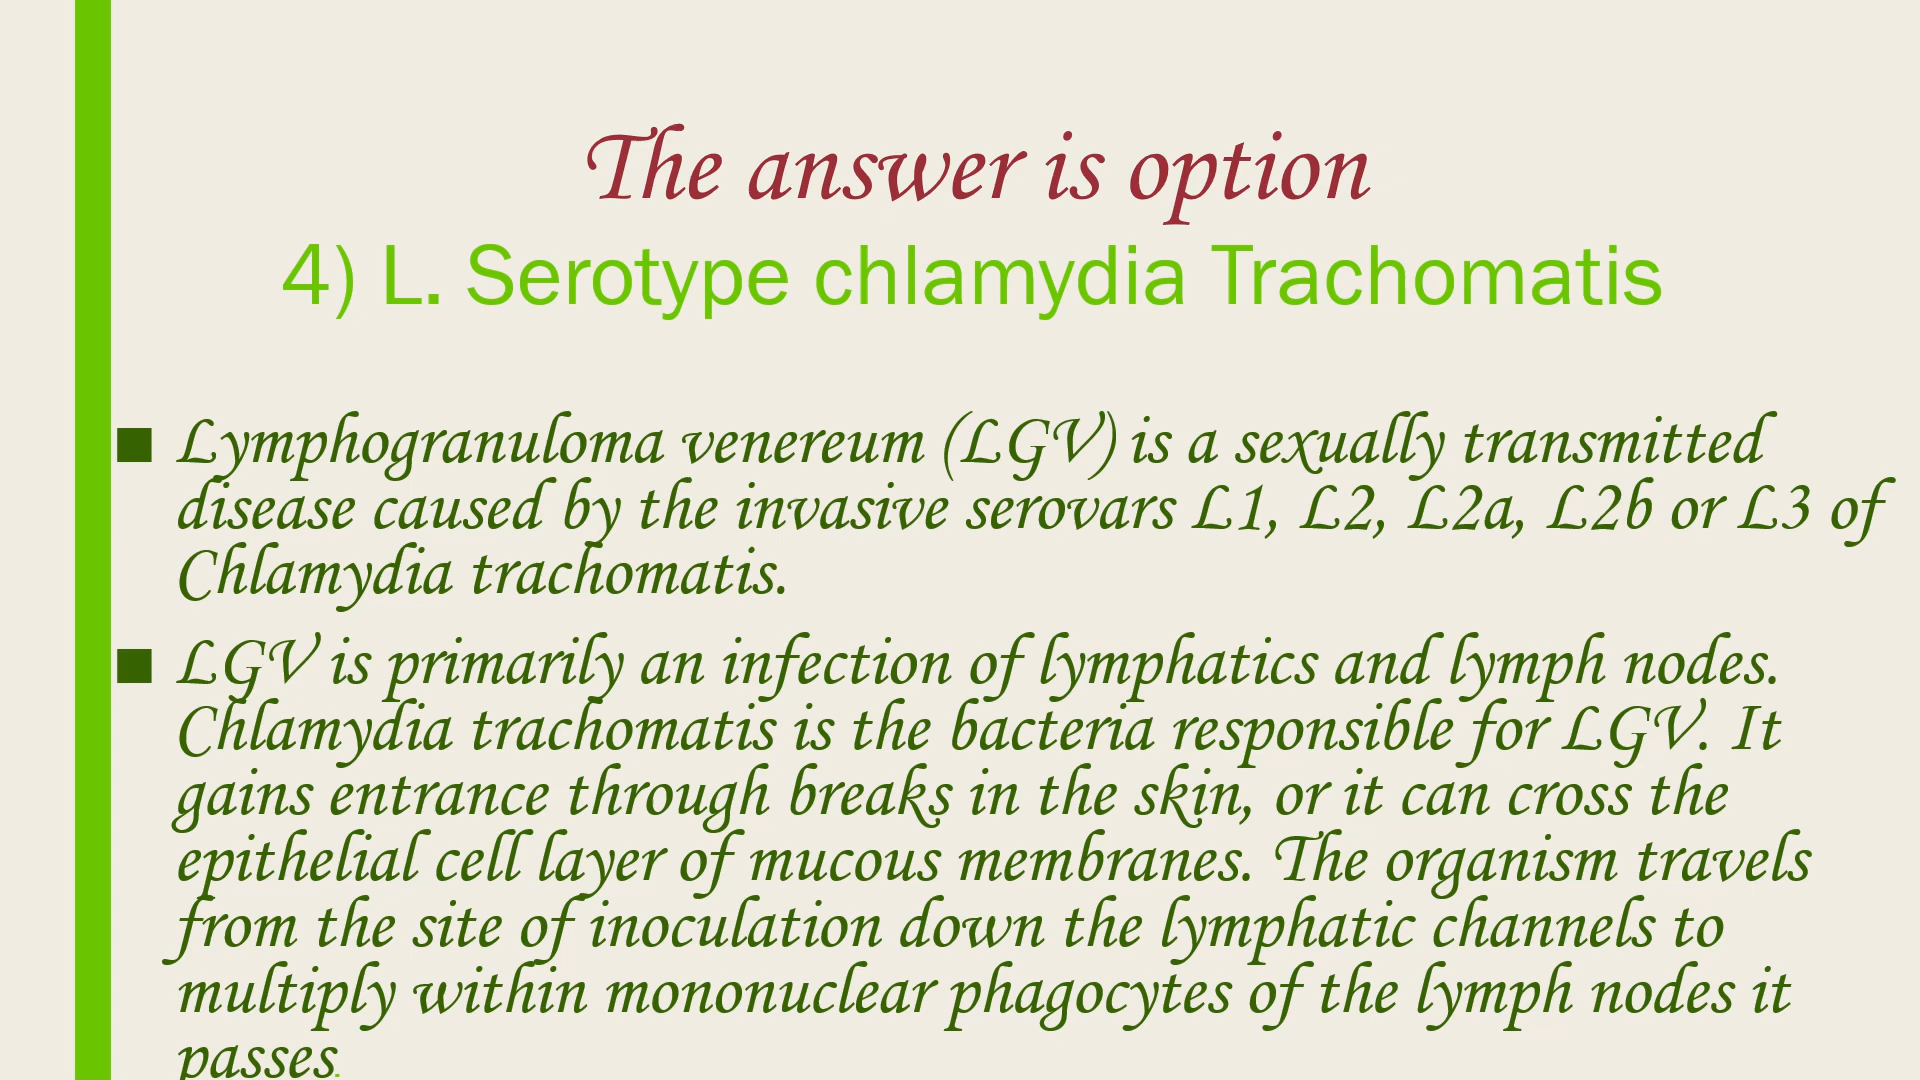 The answer is option
4) L. Serotype chlamydia Trachomatis
■ Lymphogranuloma venereum (LGV) is a sexually transmitted
disease caused by the invasive serovars L1, L2, L2a, L2b or L3 of
Chlamydia trachomatis.
■ LGV is primarily an infection of lymphatics and lymph nodes.
Chlamydia trachomatis is the bacteria responsible for LGV. It
gains entrance through breaks in the skin, or it can cross the
epithelial cell layer of mucous membranes. The organism travels
from the site of inoculation down the lymphatic channels to
multiply within mononuclear phagocytes of the lymph nodes it
passes.